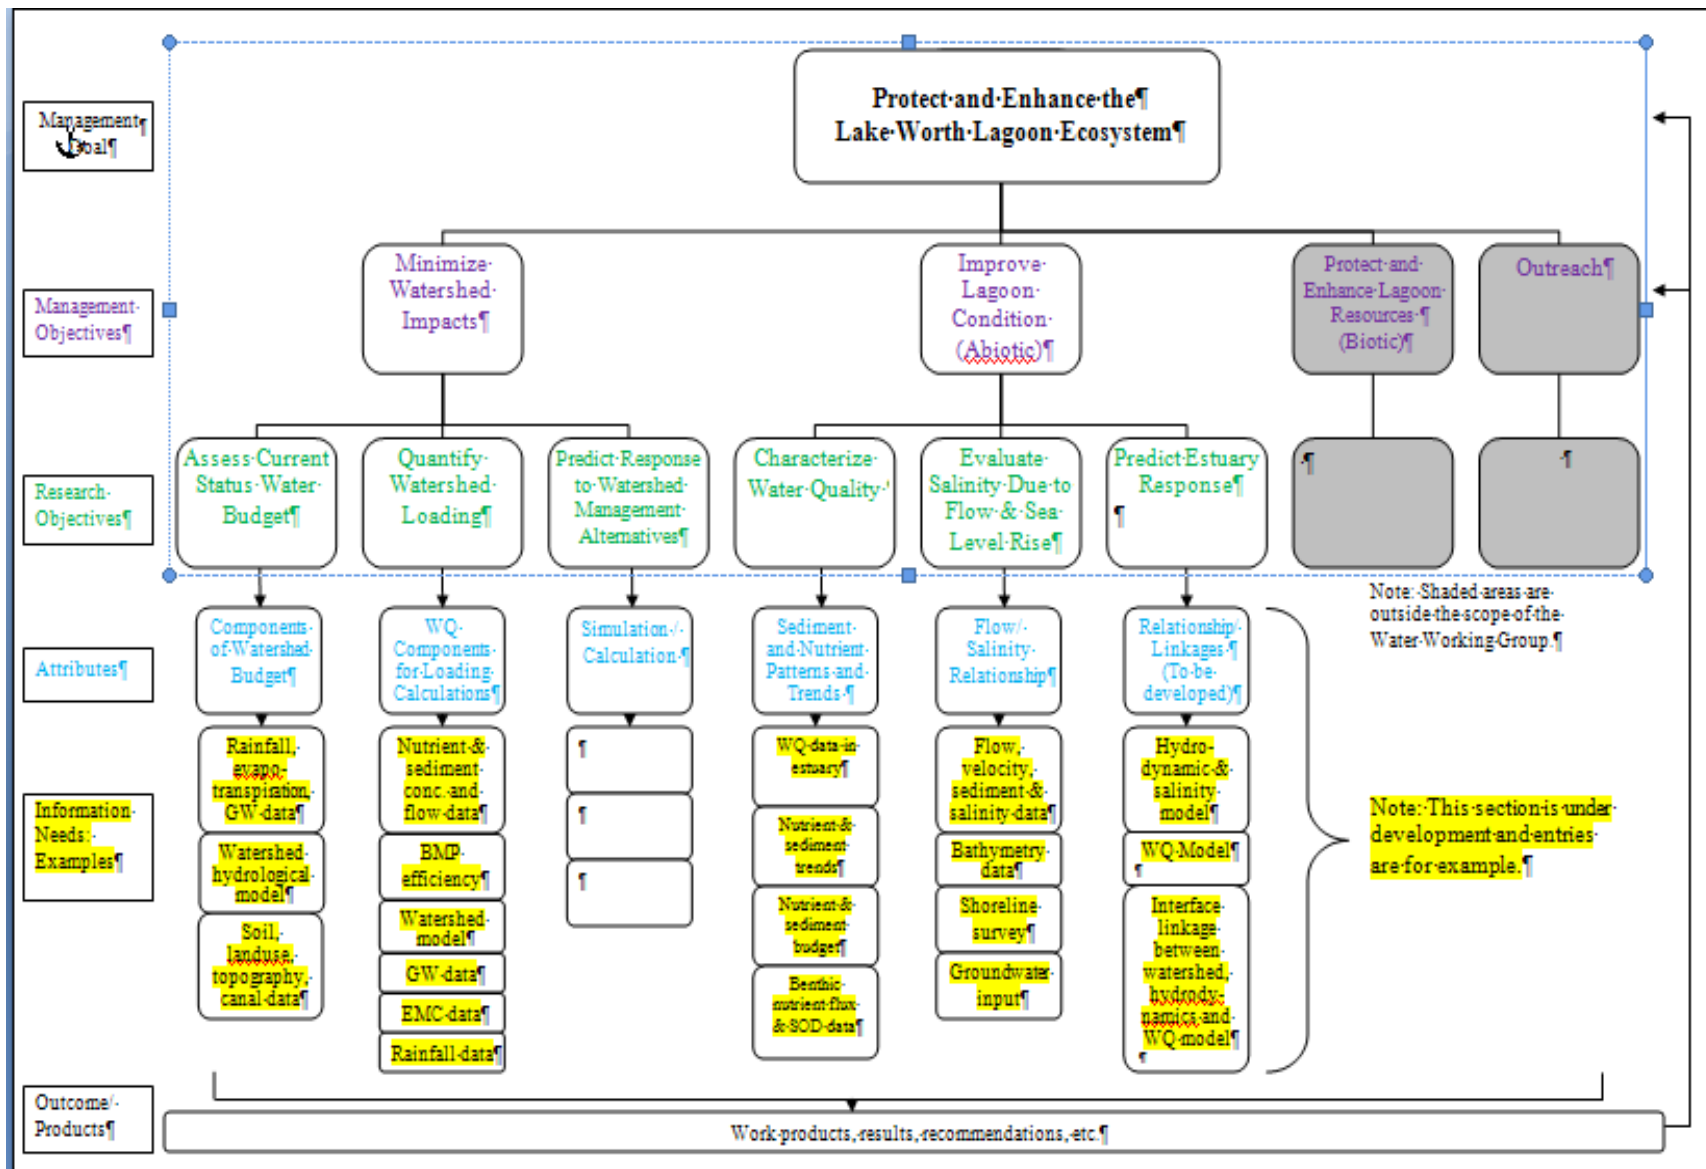 Protect and Enhance the¶
Lake Worth Lagoon Ecosystem¶
Management¶
Goal¶
Management
Objectives¶
Minimize
Watershed
Impacts¶
Improve
Lagoon
Condition
(Abiotic)¶
Protect and
Enhance Lagoon
Resources ¶
(Biotic)¶
Outreach¶
Research
Objectives¶
Assess Current
Status Water
Budget¶
Quantify
Watershed
Loading¶
Predict Response
to Watershed
Management
Alternatives¶
Characterize
Water Quality
Evaluate
Salinity Due to
Flow & Sea
Level Rise¶
Predict Estuary
Response¶
¶
¶
¶
Note: Shaded areas are
outside the scope of the
Water Working Group.¶
Attributes¶
Components
of Watershed
Budget¶
WQ
Components
for Loading
Calculations¶
Simulation /
Calculation ¶
Sediment
and Nutrient
Patterns and
Trends ¶
Flow/
Salinity
Relationship¶
Relationship/
Linkages ¶
(To be
developed)¶
Information
Needs:
Examples¶
Rainfall,
evapo-
transpiration,
GW data¶
Watershed
hydrological
model¶
Soil,
landuse,
topography,
canal data¶
Nutrient &
sediment
conc. and
flow data¶
BMP
efficiency¶
Watershed
model¶
GW data¶
EMC data¶
Rainfall data¶
¶
¶
¶
WQ data in
estuary¶
Nutrient &
sediment
trends¶
Nutrient &
sediment
budget¶
Benthic
nutrient flux
& SOD data¶
Flow,
velocity,
sediment &
salinity data¶
Bathymetry
data¶
Shoreline
survey¶
Groundwater
input¶
Hydro-
dynamic &
salinity
model¶
WQ Model¶
¶
Interface
linkage
between
watershed,
hydrody-
namics and
WQ model¶
¶
Note: This section is under
development and entries
are for example.¶
Outcome/
Products¶
Work products, results, recommendations, etc.¶